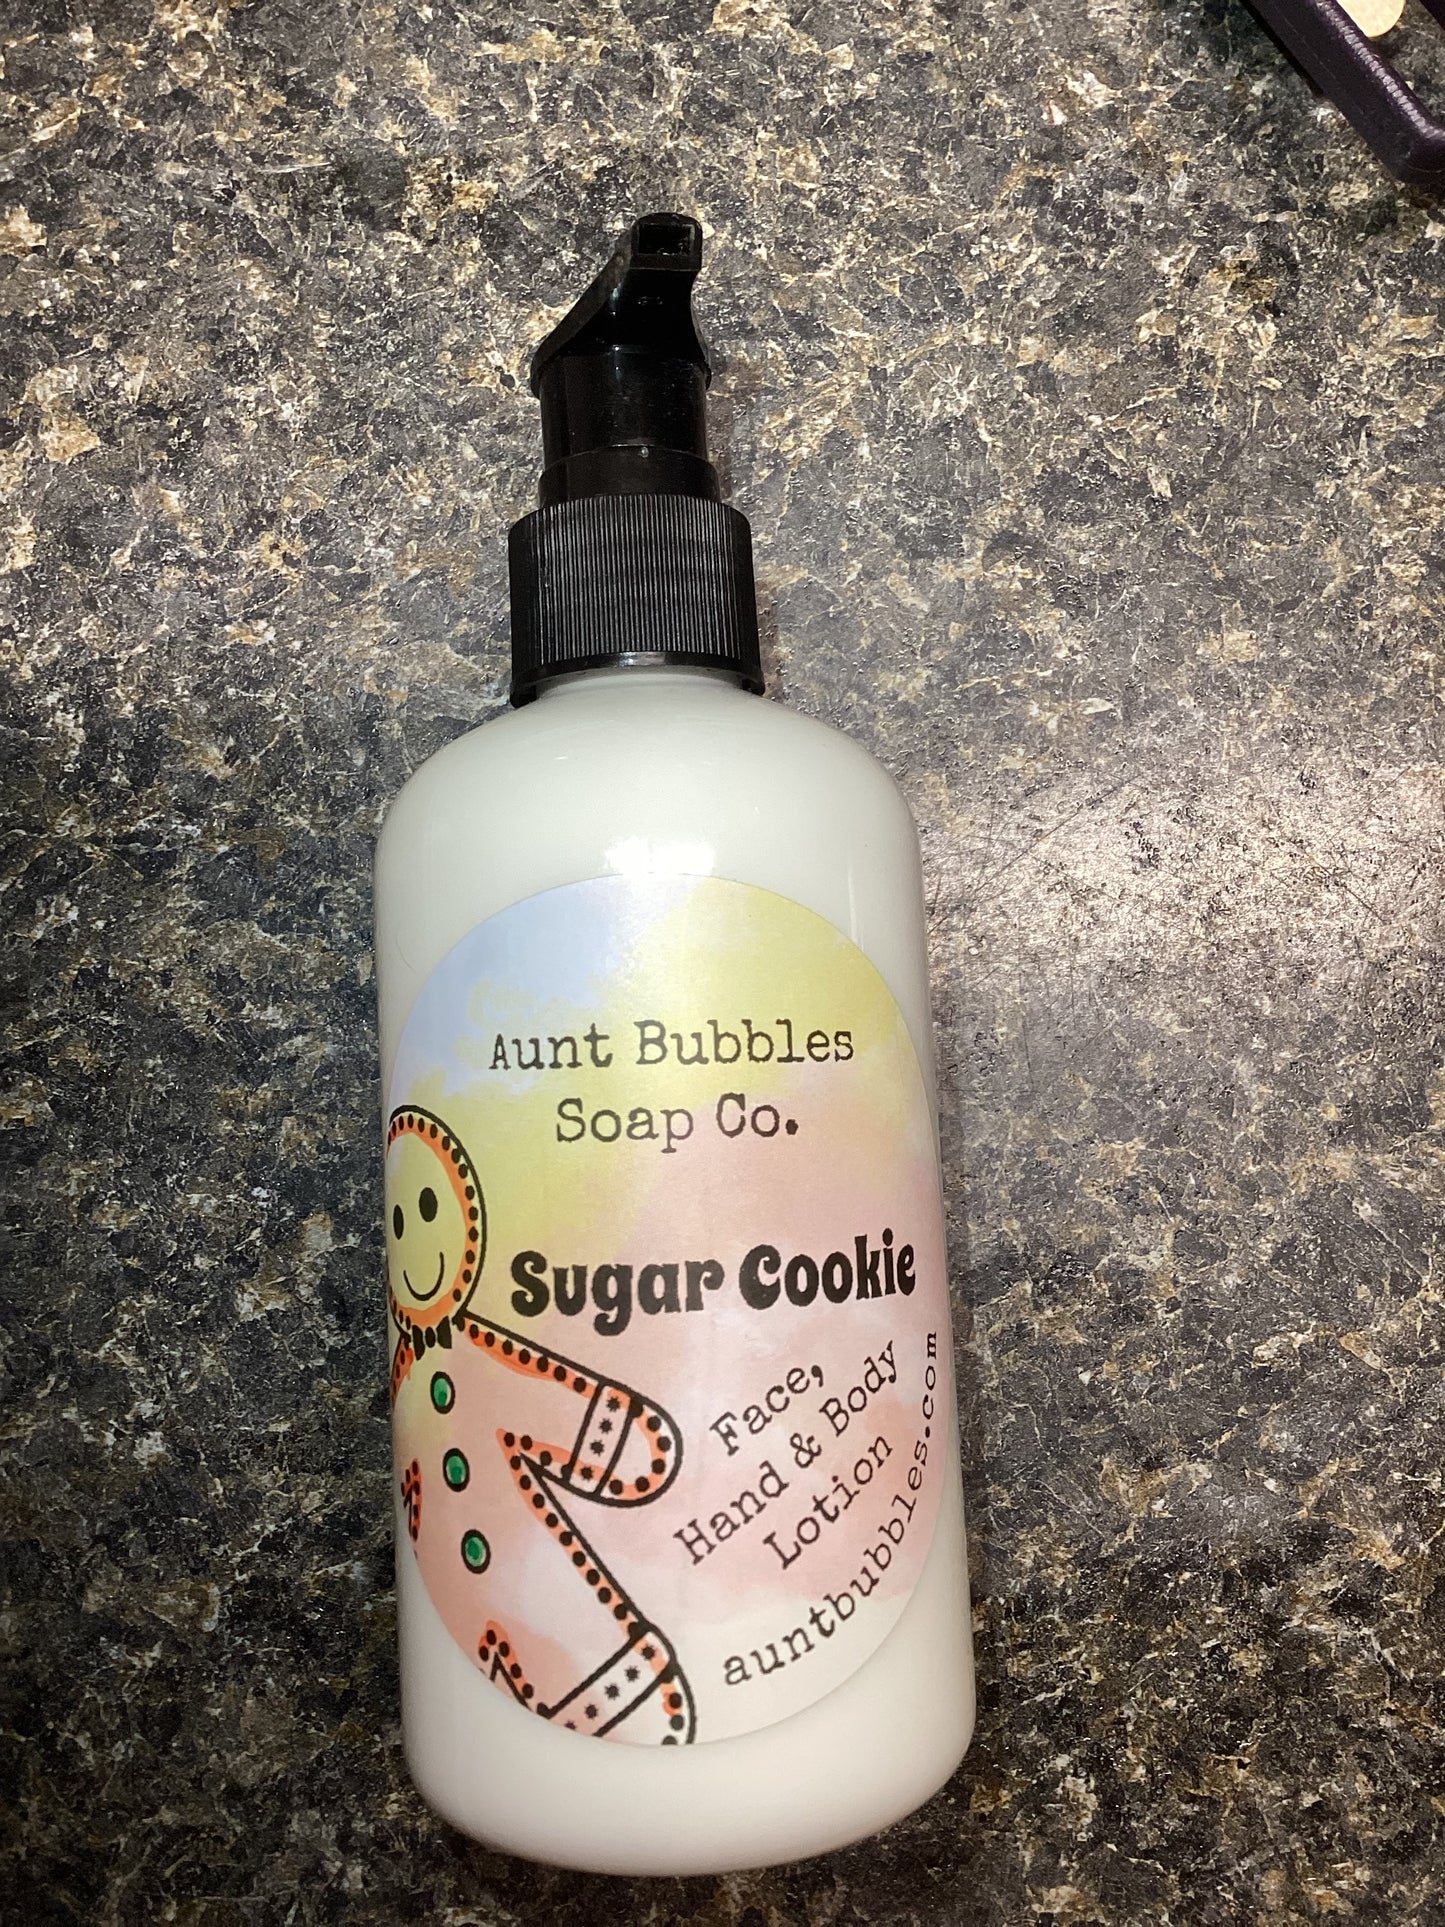 Aunt Bubbles
Soap Co.
Sugar Cookie
Face,
Hand & Body
Lotion
auntbubbles.com